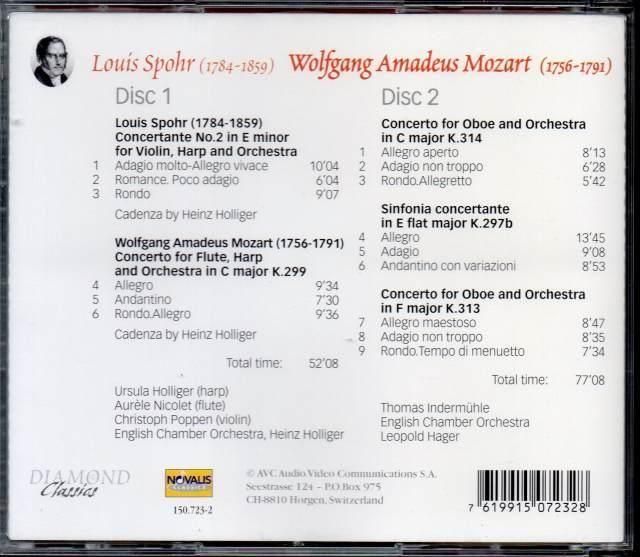 Louis Spohr (1784-1859) Wolfgang Amadeus Mozart (1756-1791)
Disc 1
Louis Spohr (1784-1859)
Concertante No.2 in E minor
for Violin, Harp and Orchestra
1 Adagio molto-Allegro vivace 10'04
2 Romance. Poco adagio 6'04
3 Rondo 9'07
Cadenza by Heinz Holliger
Wolfgang Amadeus Mozart (1756-1791)
Concerto for Flute, Harp
and Orchestra in C major K.299
4 Allegro 9'34
5 Andantino 7'30
6 Rondo.Allegro 9'36
Cadenza by Heinz Holliger
Total time: 52'08
Ursula Holliger (harp)
Aurèle Nicolet (flute)
Christoph Poppen (violin)
English Chamber Orchestra, Heinz Holliger
Disc 2
Concerto for Oboe and Orchestra
in C major K.314
1 Allegro aperto 8'13
2 Adagio non troppo 6'28
3 Rondo.Allegretto 5'42
Sinfonia concertante
in E flat major K.297b
4 Allegro 13'45
5 Adagio 9'08
6 Andantino con variazioni 8'53
Concerto for Oboe and Orchestra
in F major K.313
7 Allegro maestoso 8'47
8 Adagio non troppo 8'35
9 Rondo.Tempo di menuetto 7'34
Total time: 77'08
Thomas Indermühle
English Chamber Orchestra
Leopold Hager
DIAMOND
Classics
NOVALIS
150.723-2
© AVC Audio Video Communications S.A.
Seestrasse 124 – P.O Box 975
CH-8810 Horgen, Switzerland
7 619915 072328